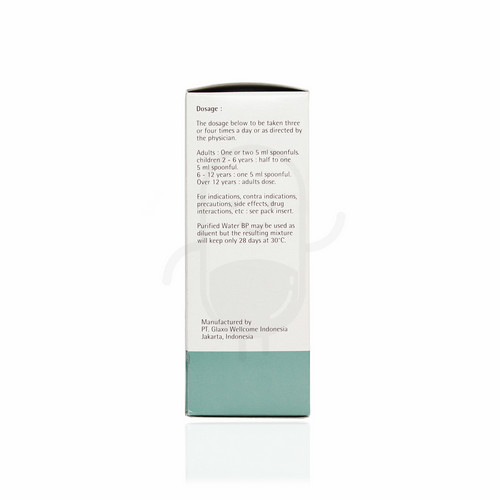 Dosage :
The dosage below to be taken three
or four times a day or as directed by
the physician.
Adults : One or two 5 ml spoonfuls.
children 2 - 6 years : half to one
5 ml spoonful.
6 - 12 years : one 5 ml spoonful.
Over 12 years : adults dose.
For indications, contra indications,
precautions, side effects, drug
interactions, etc : see pack insert.
Purified Water BP may be used as
diluent but the resulting mixture
will keep only 28 days at 30°C.
Manufactured by
PT. Glaxo Wellcome Indonesia
Jakarta, Indonesia